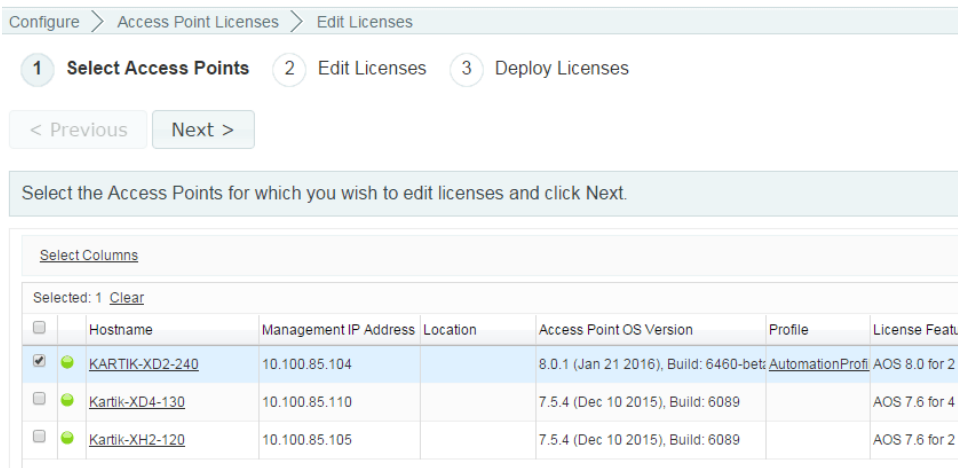 Configure > Access Point Licenses > Edit Licenses
1 Select Access Points 2 Edit Licenses 3 Deploy Licenses
< Previous Next >
Select the Access Points for which you wish to edit licenses and click Next.
Select Columns
Selected: 1 Clear
Hostname Management IP Address Location Access Point OS Version Profile License Featu
KARTIK-XD2-240 10.100.85.104 8.0.1 (Jan 21 2016), Build: 6460-beta AutomationProfi AOS 8.0 for 2
Kartik-XD4-130 10.100.85.110 7.5.4 (Dec 10 2015), Build: 6089 AOS 7.6 for 4
Kartik-XH2-120 10.100.85.105 7.5.4 (Dec 10 2015), Build: 6089 AOS 7.6 for 2